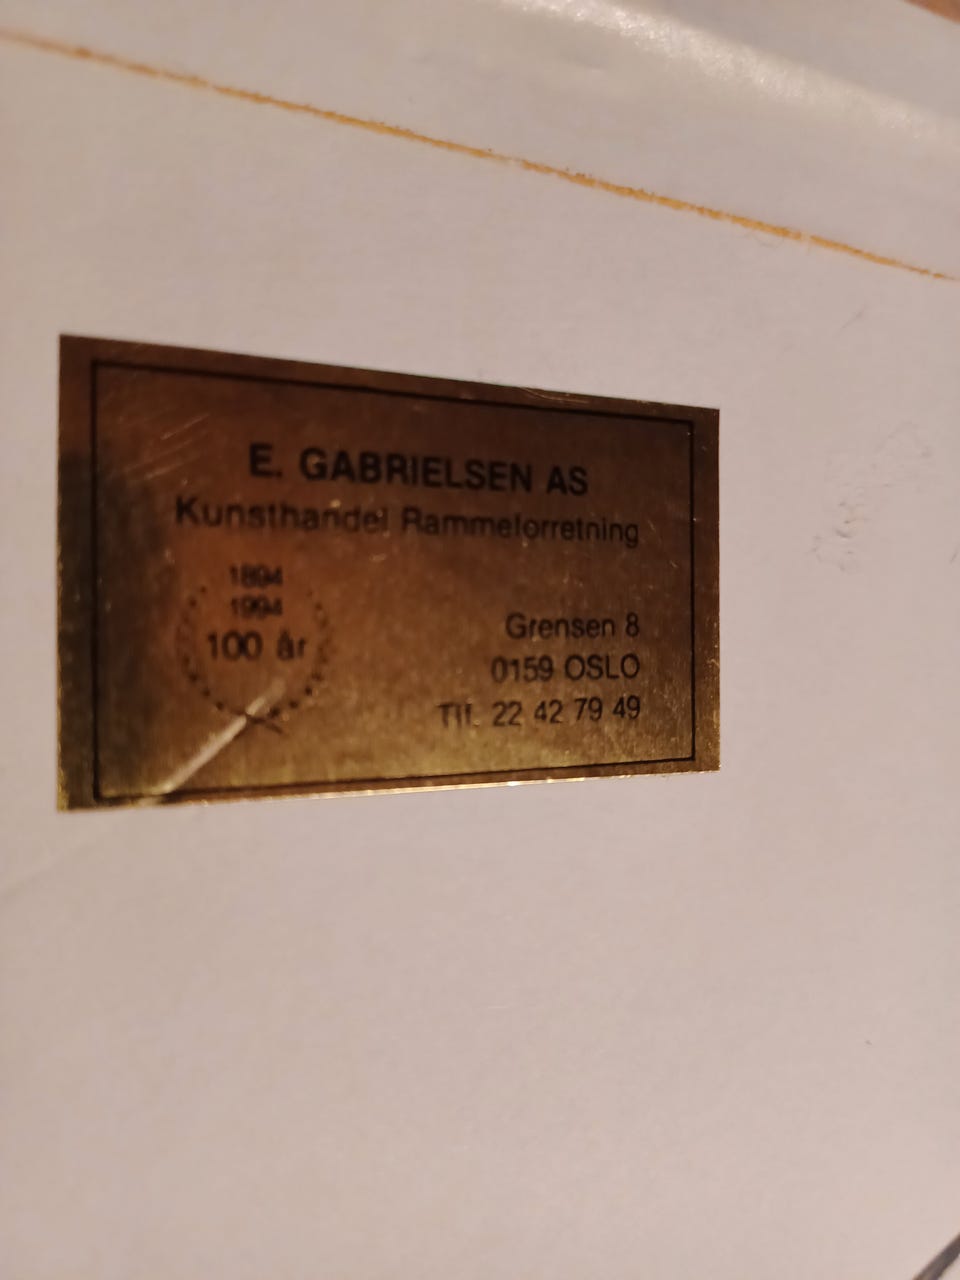 E. GABRIELSEN AS
Kunsthandel Rammeforretning
1894
1994
100 år
Grensen 8
0159 OSLO
Tlf. 22 42 79 49